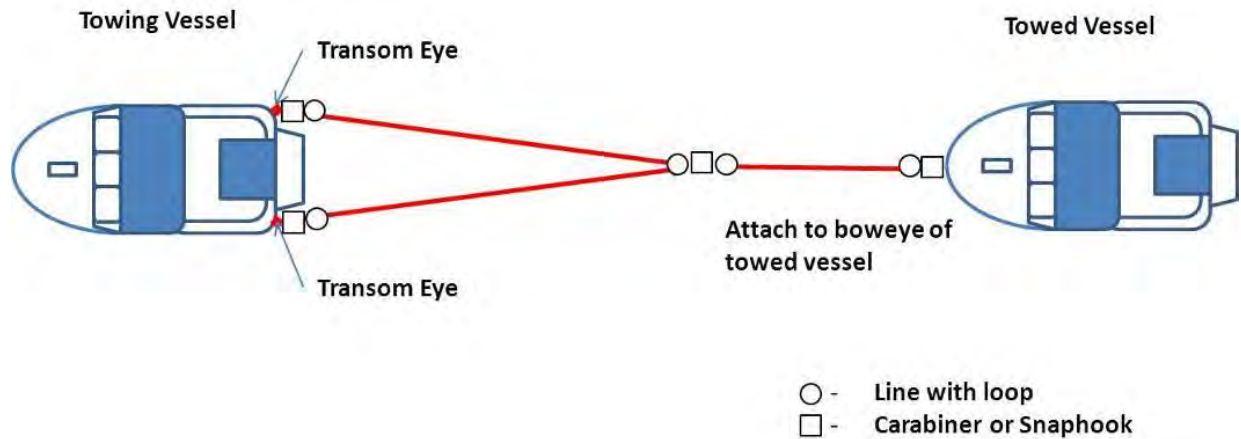 Towing Vessel
Towed Vessel
Transom Eye
Attach to boweye of
towed vessel
Transom Eye
- Line with loop
- Carabiner or Snaphook